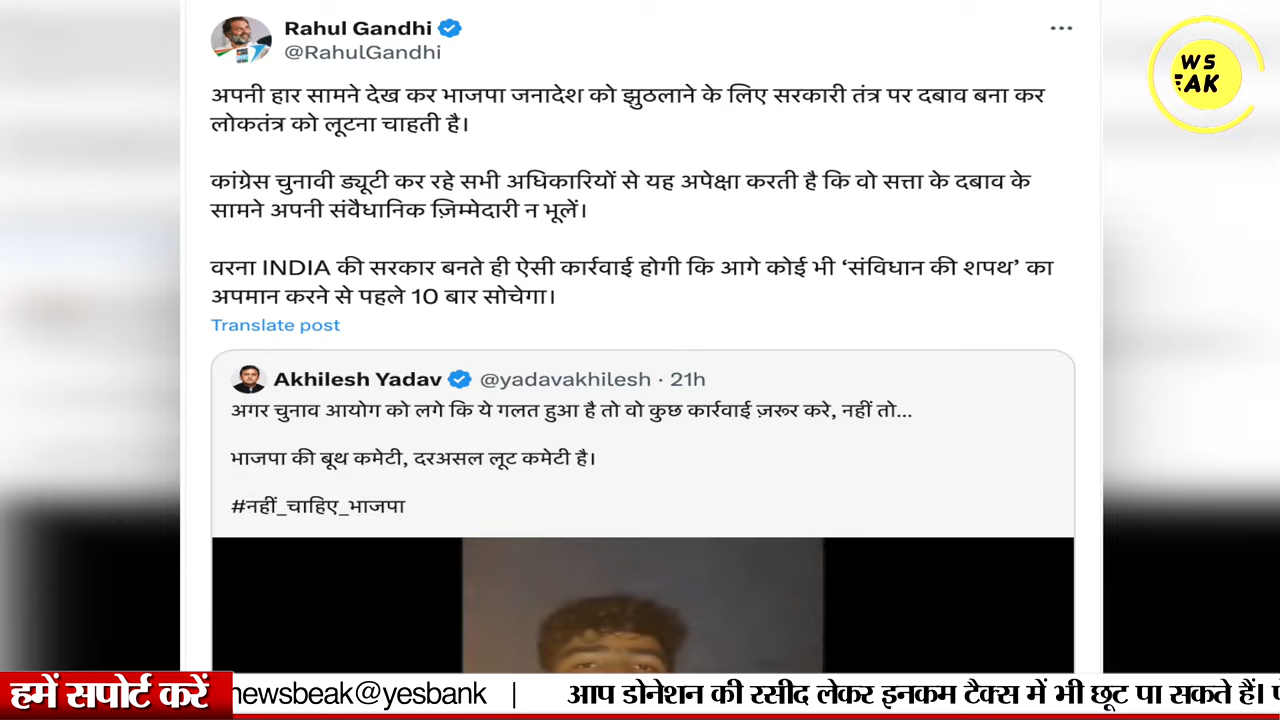 Rahul Gandhi
@RahulGandhi
अपनी हार सामने देख कर भाजपा जनादेश को झुठलाने के लिए सरकारी तंत्र पर दबाव बना कर
लोकतंत्र को लूटना चाहती है।
कांग्रेस चुनावी ड्यूटी कर रहे सभी अधिकारियों से यह अपेक्षा करती है कि वो सत्ता के दबाव के
सामने अपनी संवैधानिक ज़िम्मेदारी न भूलें।
वरना INDIA की सरकार बनते ही ऐसी कार्रवाई होगी कि आगे कोई भी ‘संविधान की शपथ’ का
अपमान करने से पहले 10 बार सोचेगा।
Translate post
Akhilesh Yadav @yadavakhilesh · 21h
अगर चुनाव आयोग को लगे कि ये गलत हुआ है तो वो कुछ कार्रवाई ज़रूर करे, नहीं तो...
भाजपा की बूथ कमेटी, दरअसल लूट कमेटी है।
#नहीं_चाहिए_भाजपा
WS
EAK
हमें सपोर्ट करें newsbeak@yesbank | आप डोनेशन की रसीद लेकर इनकम टैक्स में भी छूट पा सकते हैं।